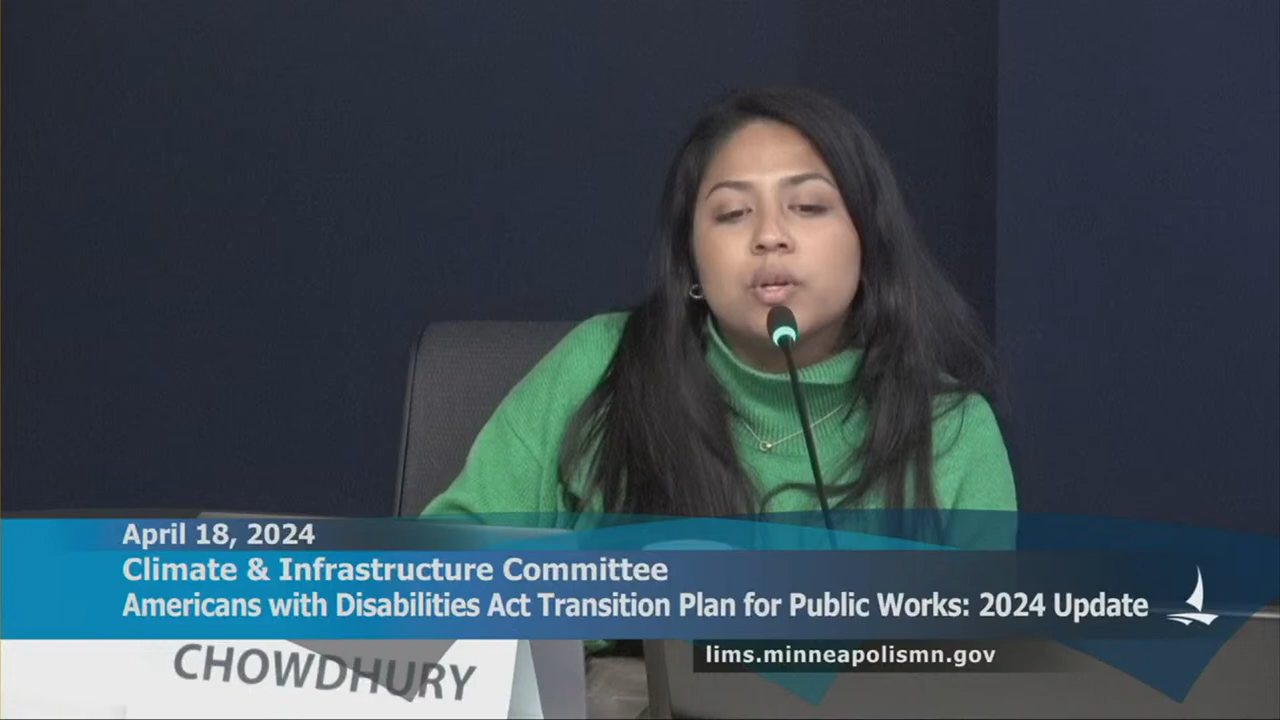 April 18, 2024
Climate & Infrastructure Committee
Americans with Disabilities Act Transition Plan for Public Works: 2024 Update
lims.minneapolismn.gov
CHOWDHURY